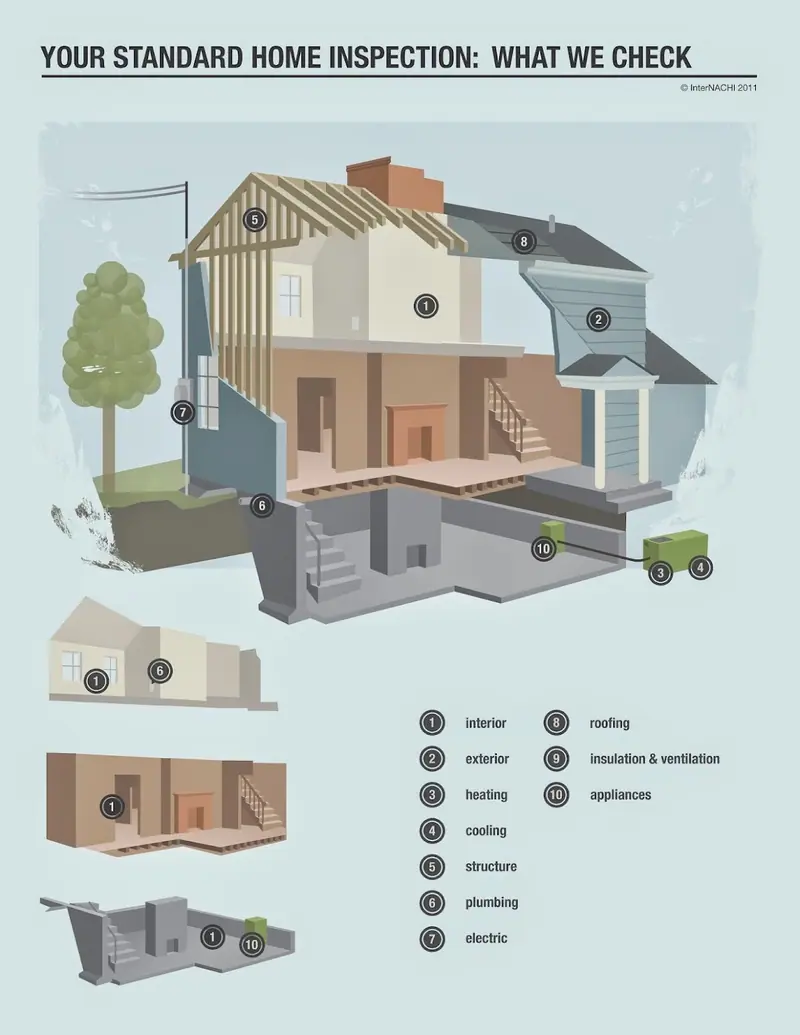 YOUR STANDARD HOME INSPECTION: WHAT WE CHECK
© InterNACHI 2011
5
8
1
2
7
6
10
3
4
1
6
1
1
10
1 interior
2 exterior
3 heating
4 cooling
5 structure
6 plumbing
7 electric
8 roofing
9 insulation & ventilation
10 appliances